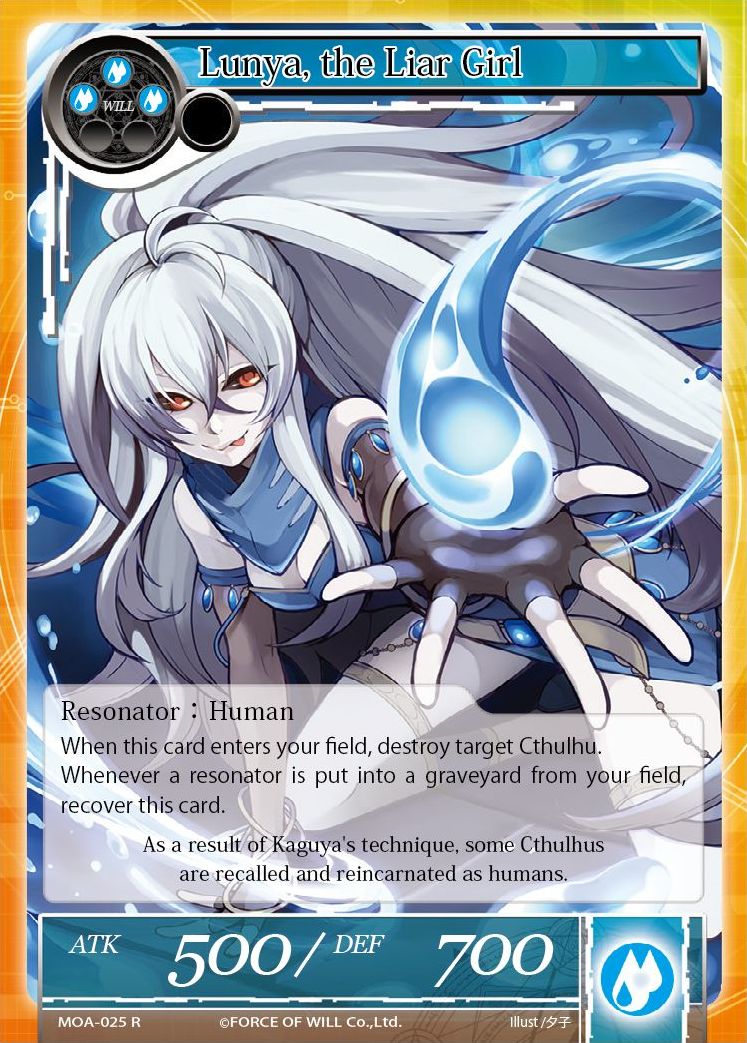 Lunya, the Liar Girl
WILL
Resonator : Human
When this card enters your field, destroy target Cthulhu.
Whenever a resonator is put into a graveyard from your field,
recover this card.
As a result of Kaguya's technique, some Cthulhus
are recalled and reincarnated as humans.
ATK 500 / DEF 700
MOA-025 R ©FORCE OF WILL Co.,Ltd. Illust /夕子